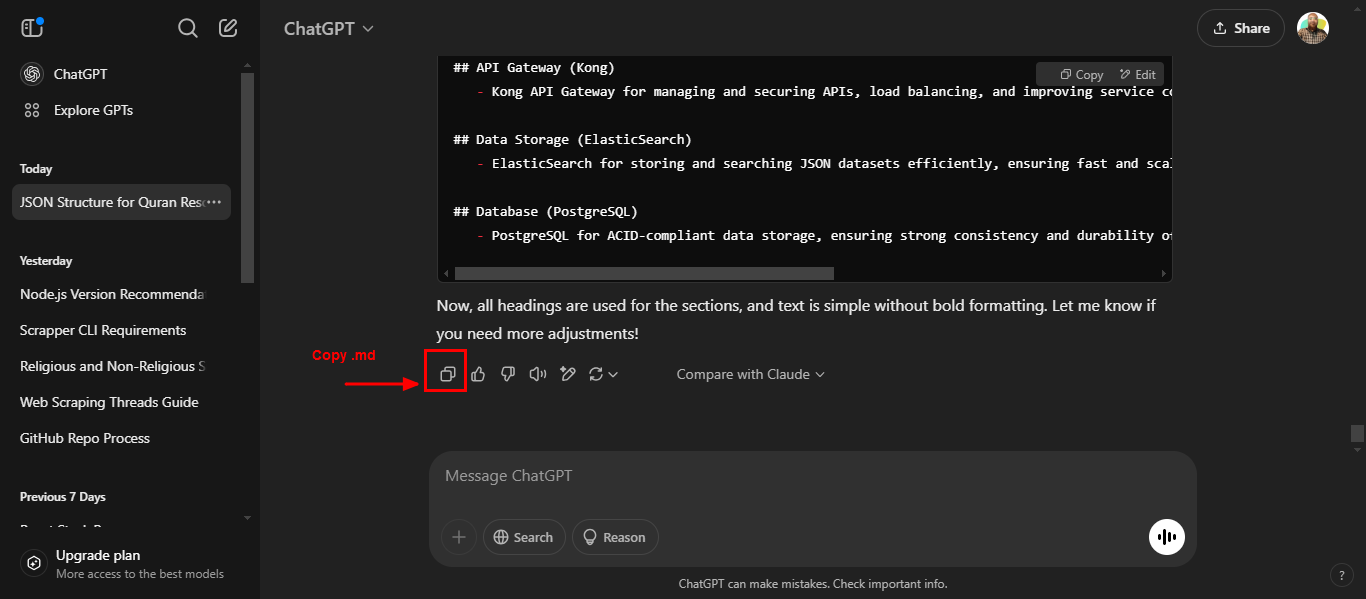 ChatGPT
Explore GPTs
Today
JSON Structure for Quran Res
Yesterday
Node.js Version Recommenda
Scrapper CLI Requirements
Religious and Non-Religious S
Web Scraping Threads Guide
GitHub Repo Process
Previous 7 Days
Upgrade plan
More access to the best models
ChatGPT
Share
Copy Edit
## API Gateway (Kong)
- Kong API Gateway for managing and securing APIs, load balancing, and improving service co
## Data Storage (ElasticSearch)
- ElasticSearch for storing and searching JSON datasets efficiently, ensuring fast and scal
## Database (PostgreSQL)
- PostgreSQL for ACID-compliant data storage, ensuring strong consistency and durability of
Now, all headings are used for the sections, and text is simple without bold formatting. Let me know if
you need more adjustments!
Copy .md
Compare with Claude
Message ChatGPT
Search
Reason
ChatGPT can make mistakes. Check important info.
?